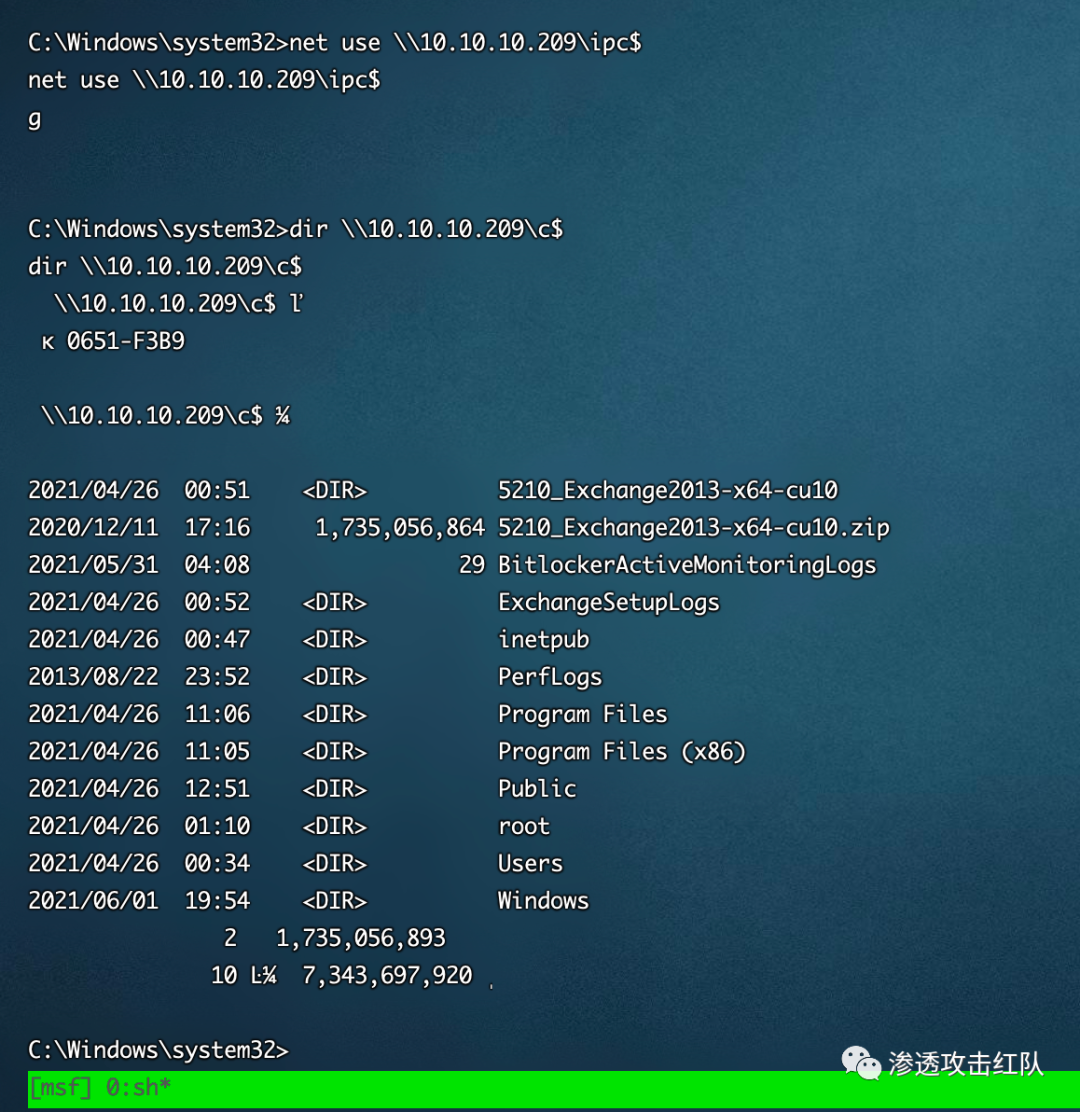 C:\Windows\system32>net use \\10.10.10.209\ipc$
net use \\10.10.10.209\ipc$
g
C:\Windows\system32>dir \\10.10.10.209\c$
dir \\10.10.10.209\c$
\\10.10.10.209\c$ ľ
κ 0651-F3B9
\\10.10.10.209\c$ ¼
2021/04/26  00:51    <DIR>          5210_Exchange2013-x64-cu10
2020/12/11  17:16     1,735,056,864 5210_Exchange2013-x64-cu10.zip
2021/05/31  04:08                29 BitlockerActiveMonitoringLogs
2021/04/26  00:52    <DIR>          ExchangeSetupLogs
2021/04/26  00:47    <DIR>          inetpub
2013/08/22  23:52    <DIR>          PerfLogs
2021/04/26  11:06    <DIR>          Program Files
2021/04/26  11:05    <DIR>          Program Files (x86)
2021/04/26  12:51    <DIR>          Public
2021/04/26  01:10    <DIR>          root
2021/04/26  00:34    <DIR>          Users
2021/06/01  19:54    <DIR>          Windows
2   1,735,056,893
10 Ŀ¼  7,343,697,920
C:\Windows\system32>
渗透攻击红队
[msf] 0:sh*